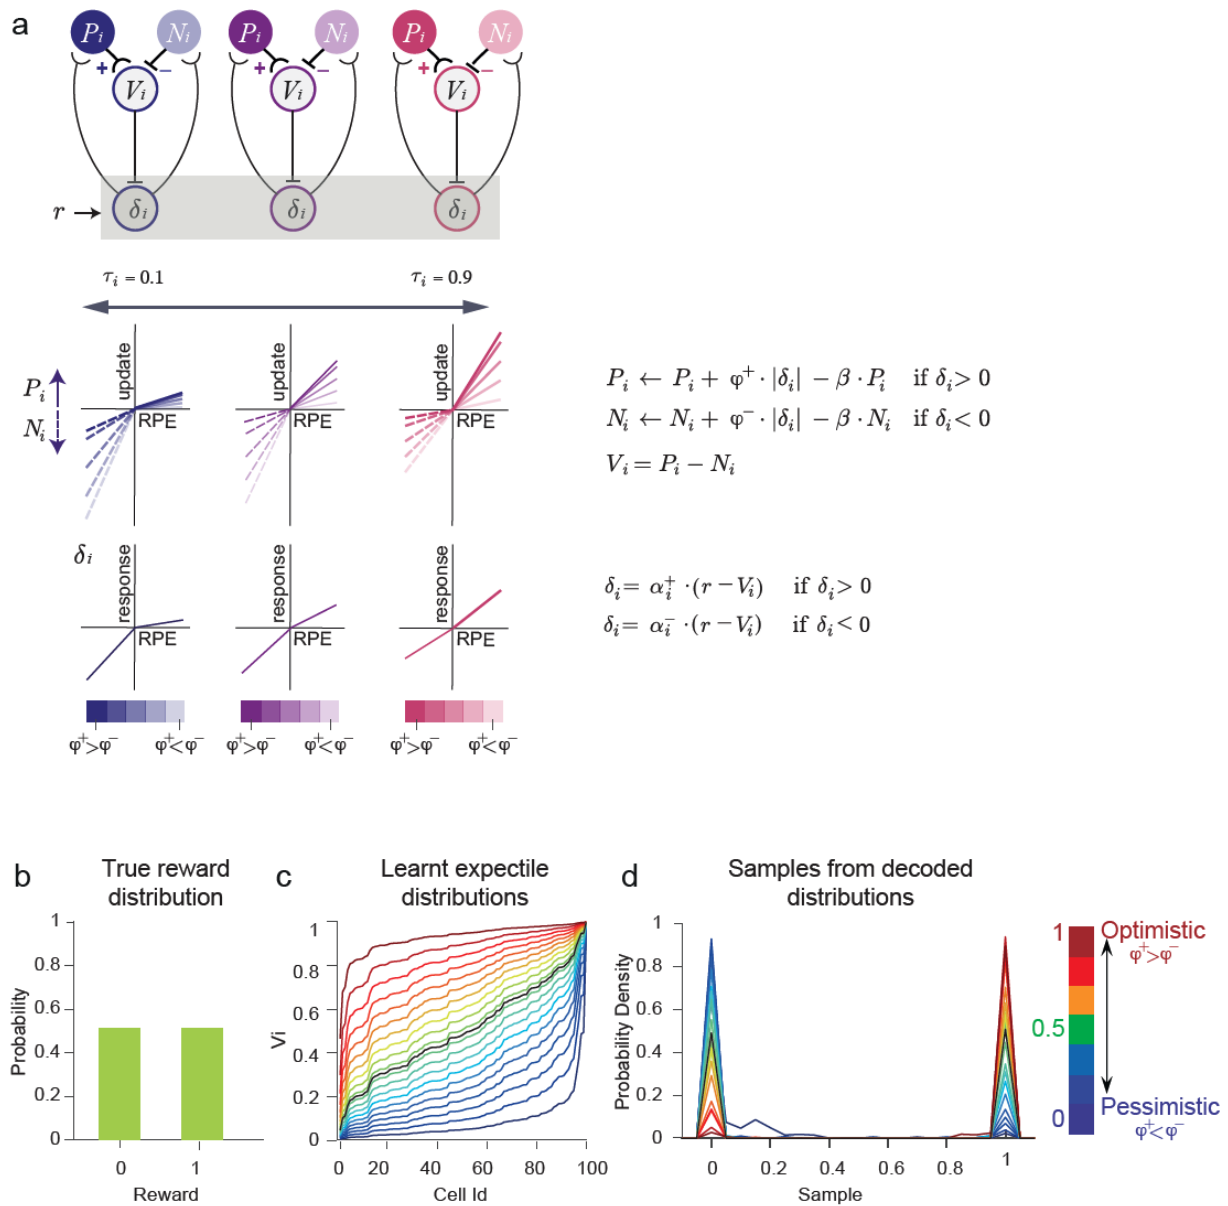 a
Pᵢ Nᵢ Pᵢ Nᵢ Pᵢ Nᵢ
+ − + − + −
Vᵢ Vᵢ Vᵢ
r δᵢ δᵢ δᵢ
τᵢ = 0.1 τᵢ = 0.9
update update update
Pᵢ
Nᵢ
RPE RPE RPE
Pᵢ ← Pᵢ + φ⁺ · |δᵢ| − β · Pᵢ if δᵢ > 0
Nᵢ ← Nᵢ + φ⁻ · |δᵢ| − β · Nᵢ if δᵢ < 0
Vᵢ = Pᵢ − Nᵢ
δᵢ
response response response
RPE RPE RPE
δᵢ = αᵢ⁺ · (r − Vᵢ) if δᵢ > 0
δᵢ = αᵢ⁻ · (r − Vᵢ) if δᵢ < 0
φ⁺>φ⁻ φ⁺<φ⁻ φ⁺>φ⁻ φ⁺<φ⁻ φ⁺>φ⁻ φ⁺<φ⁻
b
True reward
distribution
Probability
1
0.8
0.6
0.4
0.2
0
0 1
Reward
c
Learnt expectile
distributions
Vi
1
0.8
0.6
0.4
0.2
0
0 20 40 60 80 100
Cell Id
d
Samples from decoded
distributions
Probability Density
1
0.8
0.6
0.4
0.2
0
0 0.2 0.4 0.6 0.8 1
Sample
1
0.5
0
Optimistic
φ⁺>φ⁻
Pessimistic
φ⁺<φ⁻